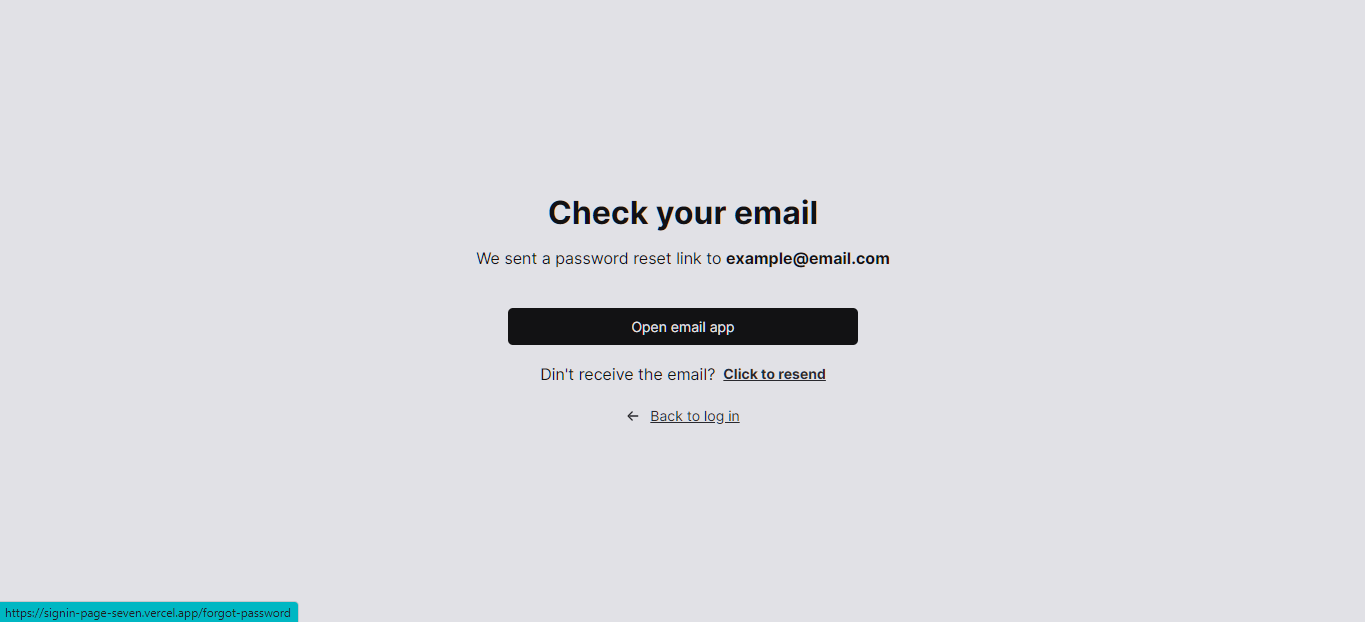 Check your email
We sent a password reset link to example@email.com
Open email app
Din't receive the email? Click to resend
← Back to log in
https://signin-page-seven.vercel.app/forgot-password